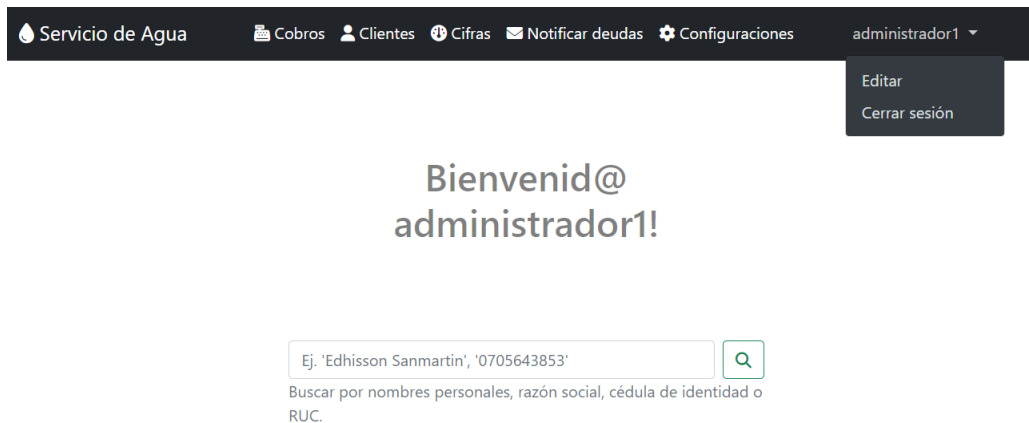 Servicio de Agua Cobros Clientes Cifras Notificar deudas Configuraciones administrador1
Editar
Cerrar sesión
Bienvenid@
administrador1!
Ej. 'Edhisson Sanmartin', '0705643853'
Buscar por nombres personales, razón social, cédula de identidad o
RUC.